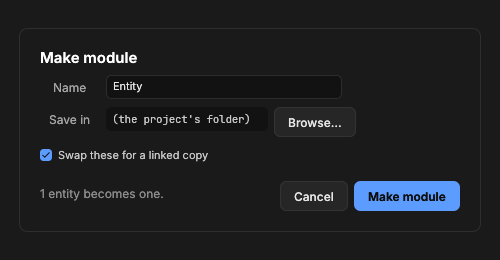 Make module
Name Entity
Save in (the project's folder) Browse...
Swap these for a linked copy
1 entity becomes one. Cancel Make module